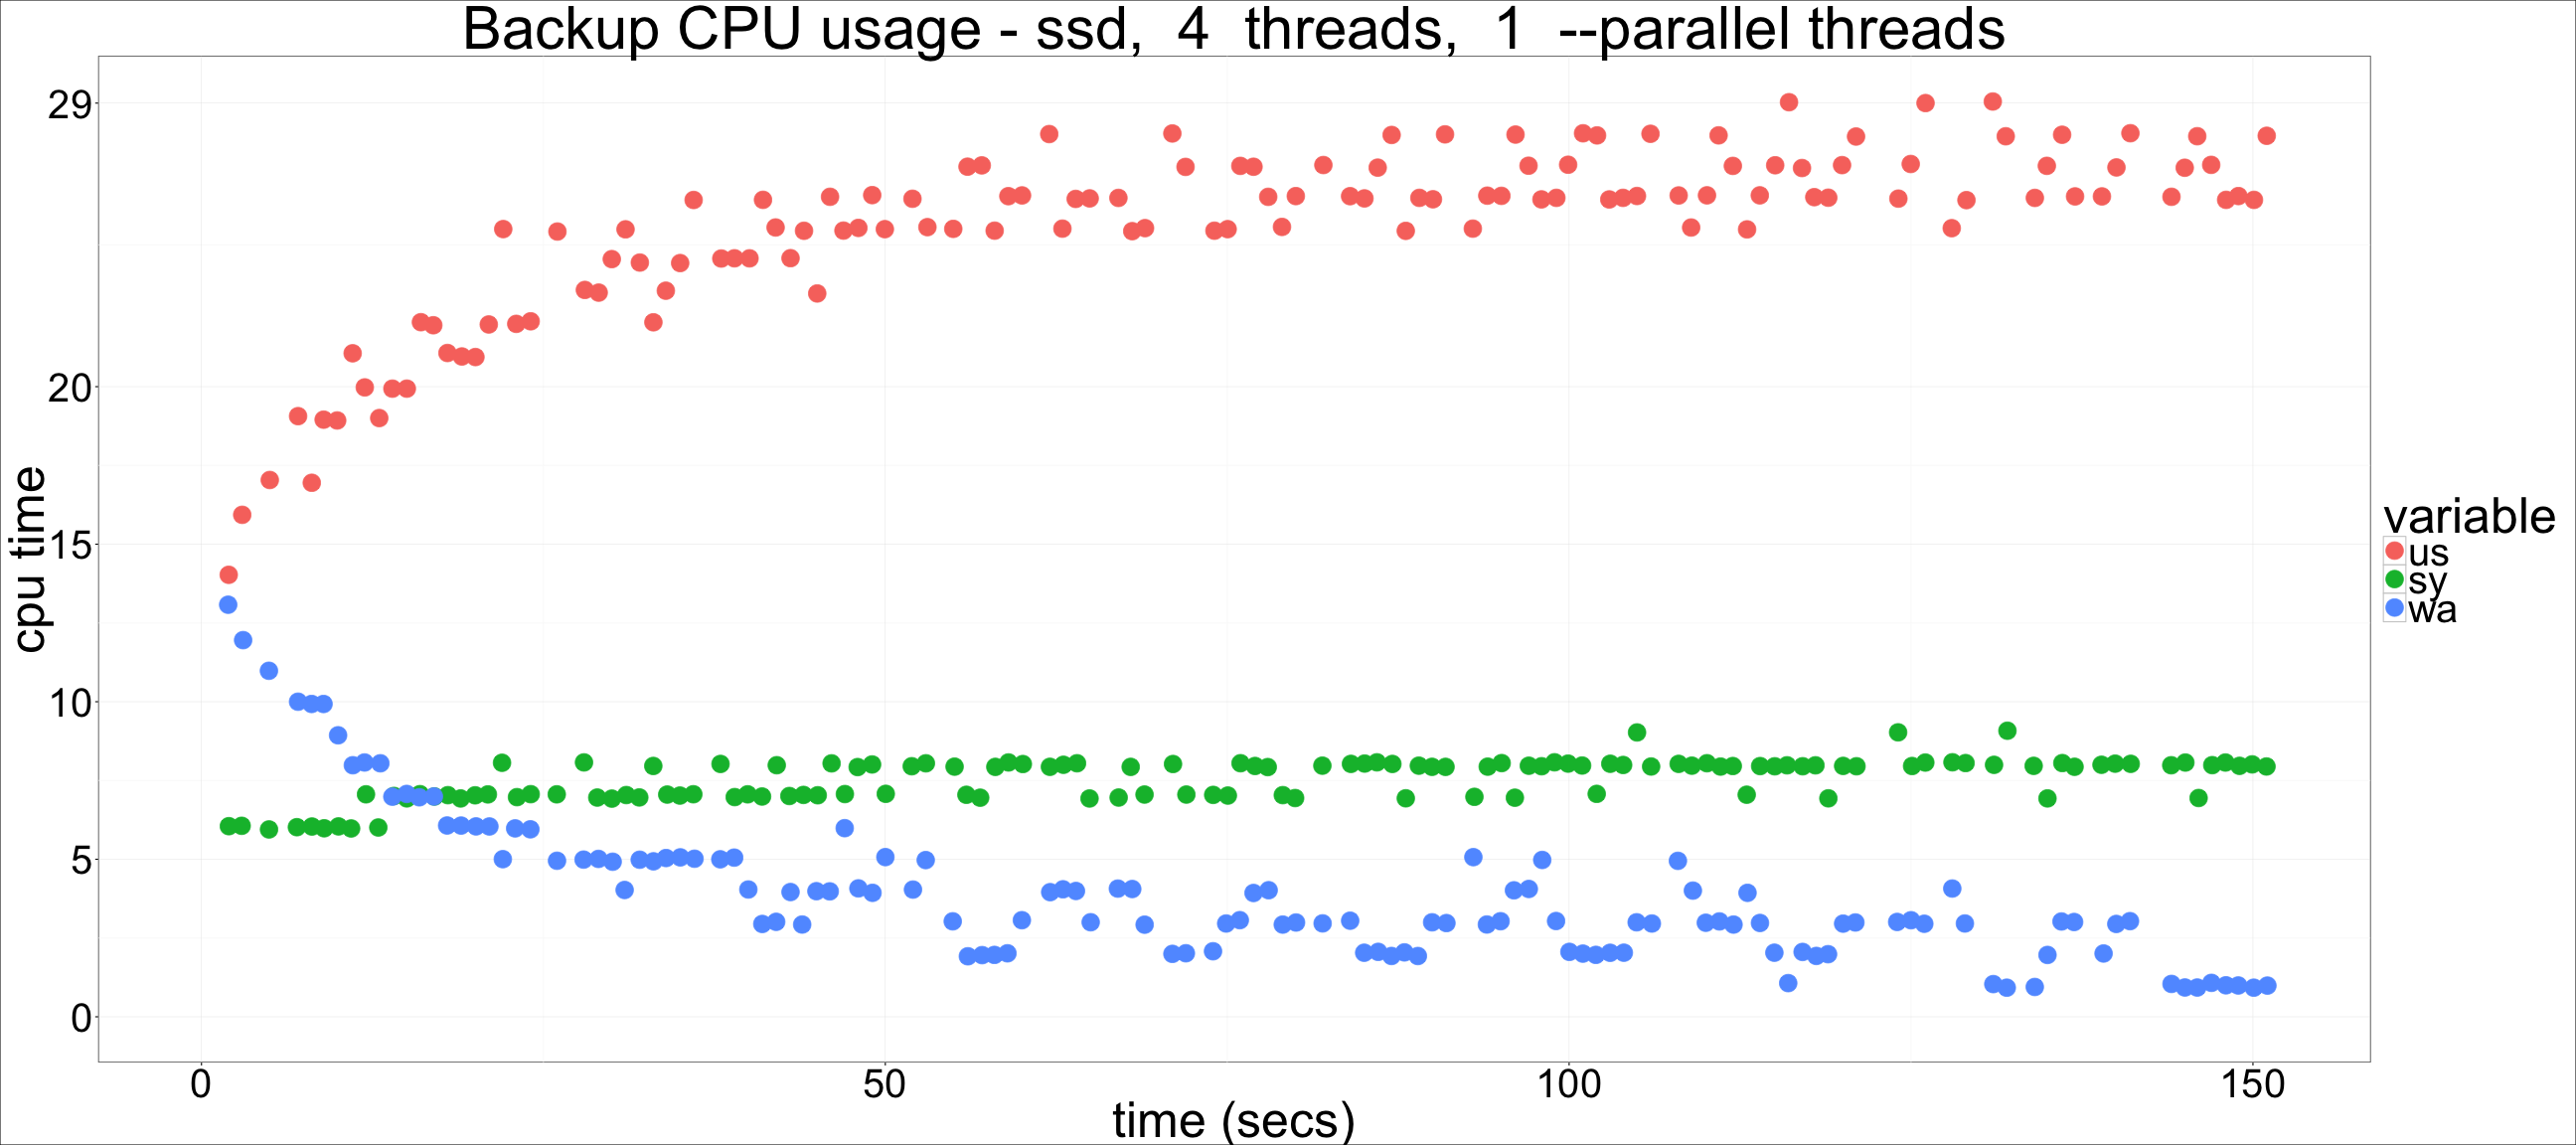 Backup CPU usage - ssd, 4 threads, 1 --parallel threads
29
20
15
10
5
0
cpu time
0 50 100 150
time (secs)
variable
us
sy
wa